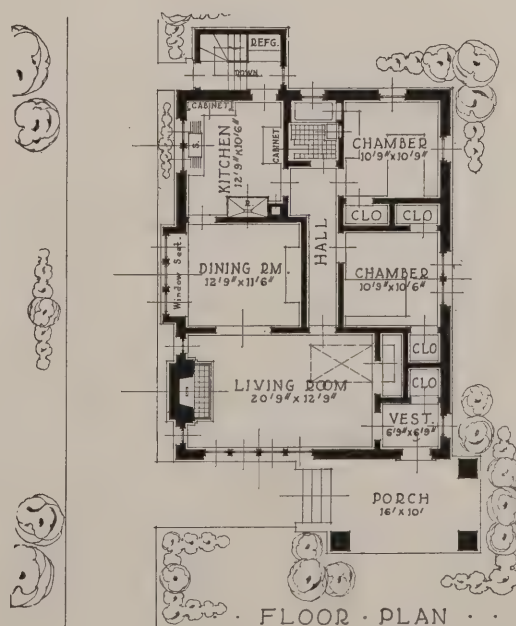 REFG.
DOWN
CABINET
S.
KITCHEN
12'9"X10'6"
CABINET
R.
CHAMBER
10'9"X10'9"
CLO
CLO
HALL
DINING RM.
12'9"X11'6"
Window Seat.
CHAMBER
10'9"X10'6"
CLO
CLO
LIVING ROOM
20'9"X12'9"
VEST.
6'9"X6'9"
PORCH
16'X10'
· FLOOR · PLAN · ·